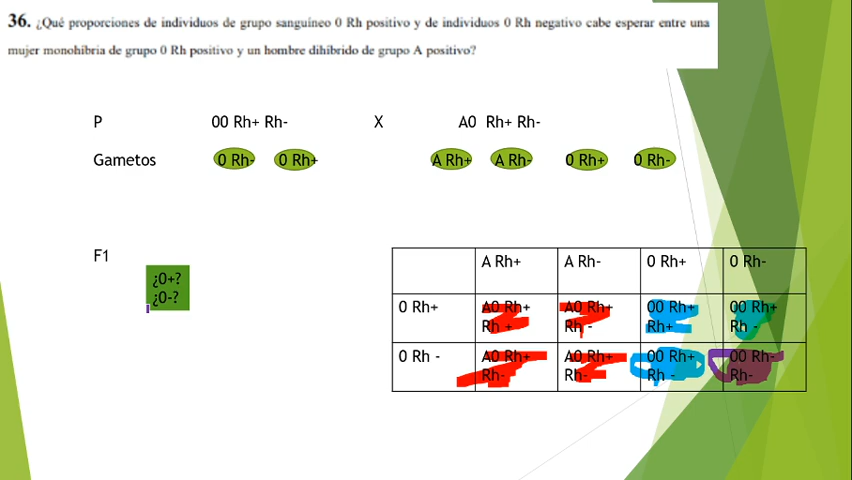 36. ¿Qué proporciones de individuos de grupo sanguíneo 0 Rh positivo y de individuos 0 Rh negativo cabe esperar entre una
mujer monohíbria de grupo 0 Rh positivo y un hombre dihíbrido de grupo A positivo?
P 00 Rh+ Rh- X A0 Rh+ Rh-
Gametos 0 Rh- 0 Rh+ A Rh+ A Rh- 0 Rh+ 0 Rh-
F1
¿0+?
¿0-?
A Rh+ A Rh- 0 Rh+ 0 Rh-
0 Rh+ A0 Rh+ A0 Rh+ 00 Rh+ 00 Rh+
Rh + Rh - Rh+ Rh -
0 Rh - A0 Rh+ A0 Rh+ 00 Rh+ 00 Rh-
Rh- Rh- Rh - Rh-